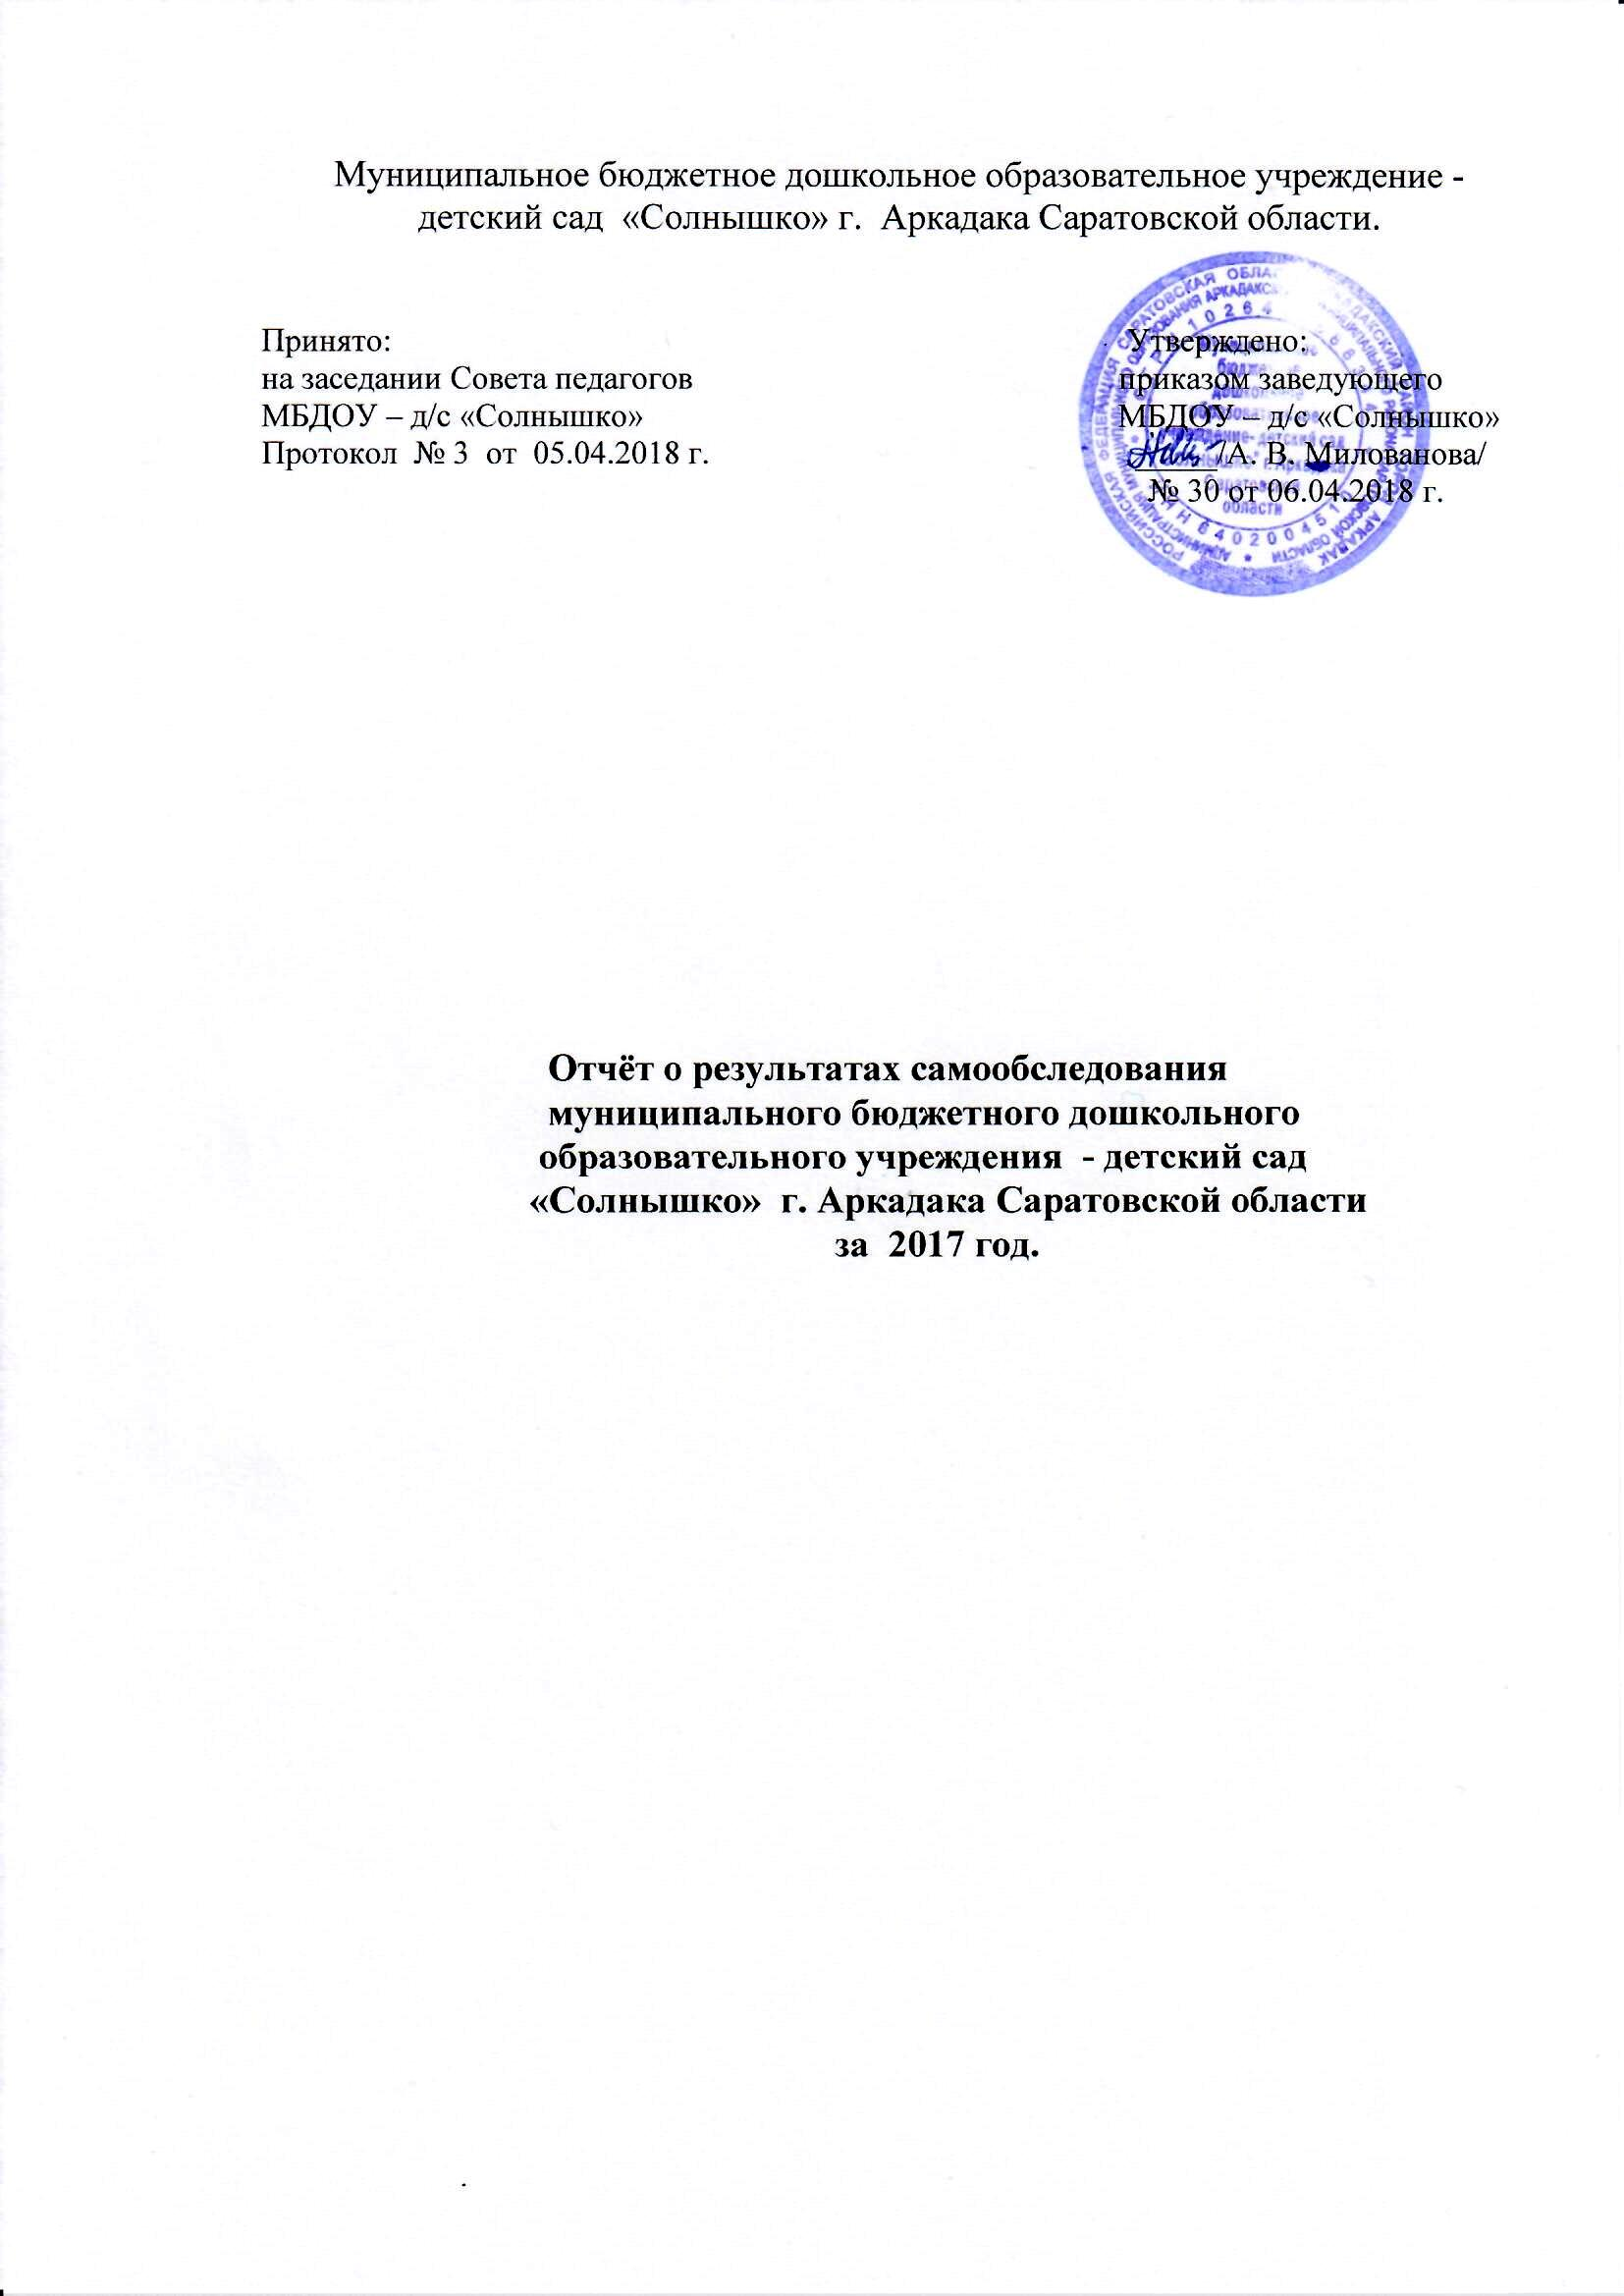 Муниципальное бюджетное дошкольное образовательное учреждение -
детский сад «Солнышко» г. Аркадака Саратовской области.
Принято:
на заседании Совета педагогов
МБДОУ – д/с «Солнышко»
Протокол № 3 от 05.04.2018 г.
Утверждено:
приказом заведующего
МБДОУ – д/с «Солнышко»
/А. В. Милованова/
№ 30 от 06.04.2018 г.
Отчёт о результатах самообследования
муниципального бюджетного дошкольного
образовательного учреждения - детский сад
«Солнышко» г. Аркадака Саратовской области
за 2017 год.